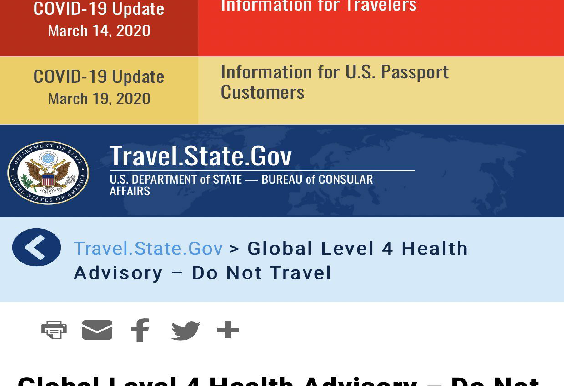 COVID-19 Update
March 14, 2020
Information for Travelers
COVID-19 Update
March 19, 2020
Information for U.S. Passport
Customers
Travel.State.Gov
U.S. DEPARTMENT of STATE — BUREAU of CONSULAR
AFFAIRS
Travel.State.Gov > Global Level 4 Health
Advisory – Do Not Travel
Global Level 4 Health Advisory – Do Not